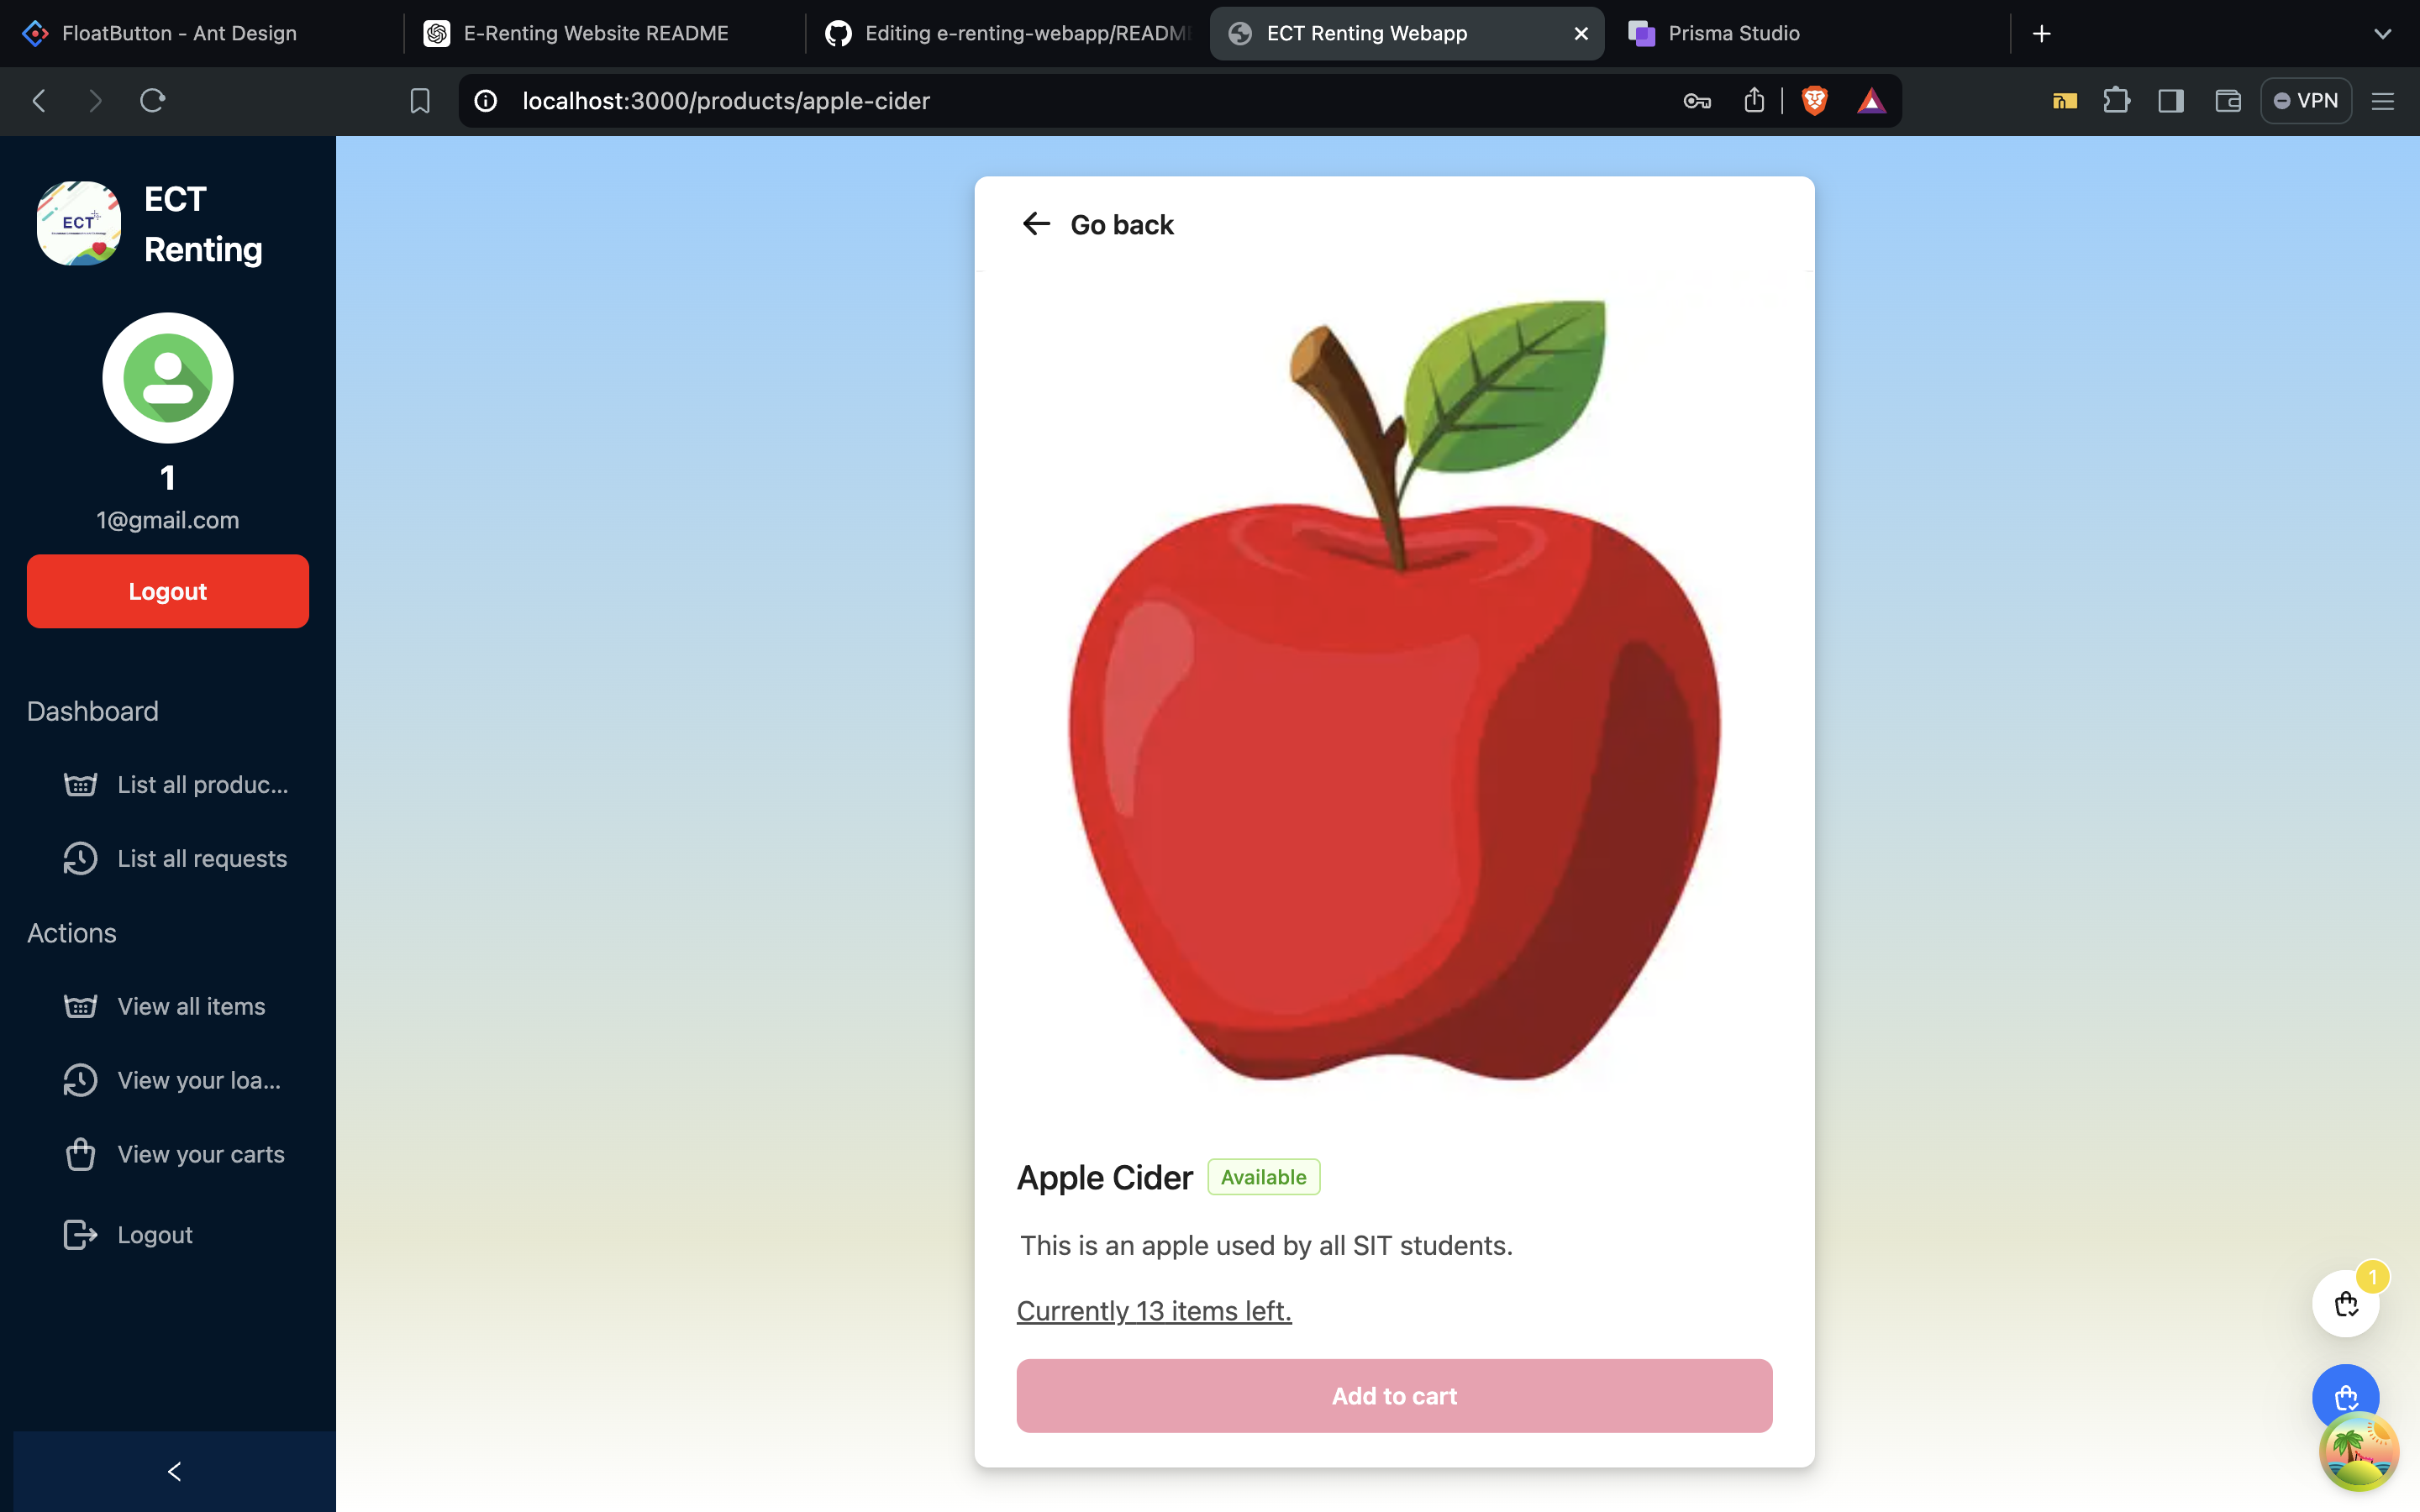 FloatButton - Ant Design
E-Renting Website README
Editing e-renting-webapp/READM
ECT Renting Webapp
Prisma Studio
localhost:3000/products/apple-cider
VPN
ECT
ECT
Renting
1
1@gmail.com
Logout
Dashboard
List all produc...
List all requests
Actions
View all items
View your loa...
View your carts
Logout
Go back
Apple Cider
Available
This is an apple used by all SIT students.
Currently 13 items left.
Add to cart
1